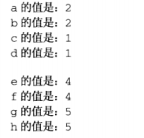 a 的值是：2
b 的值是：2
c 的值是：1
d 的值是：1
e 的值是：4
f 的值是：4
g 的值是：5
h 的值是：5